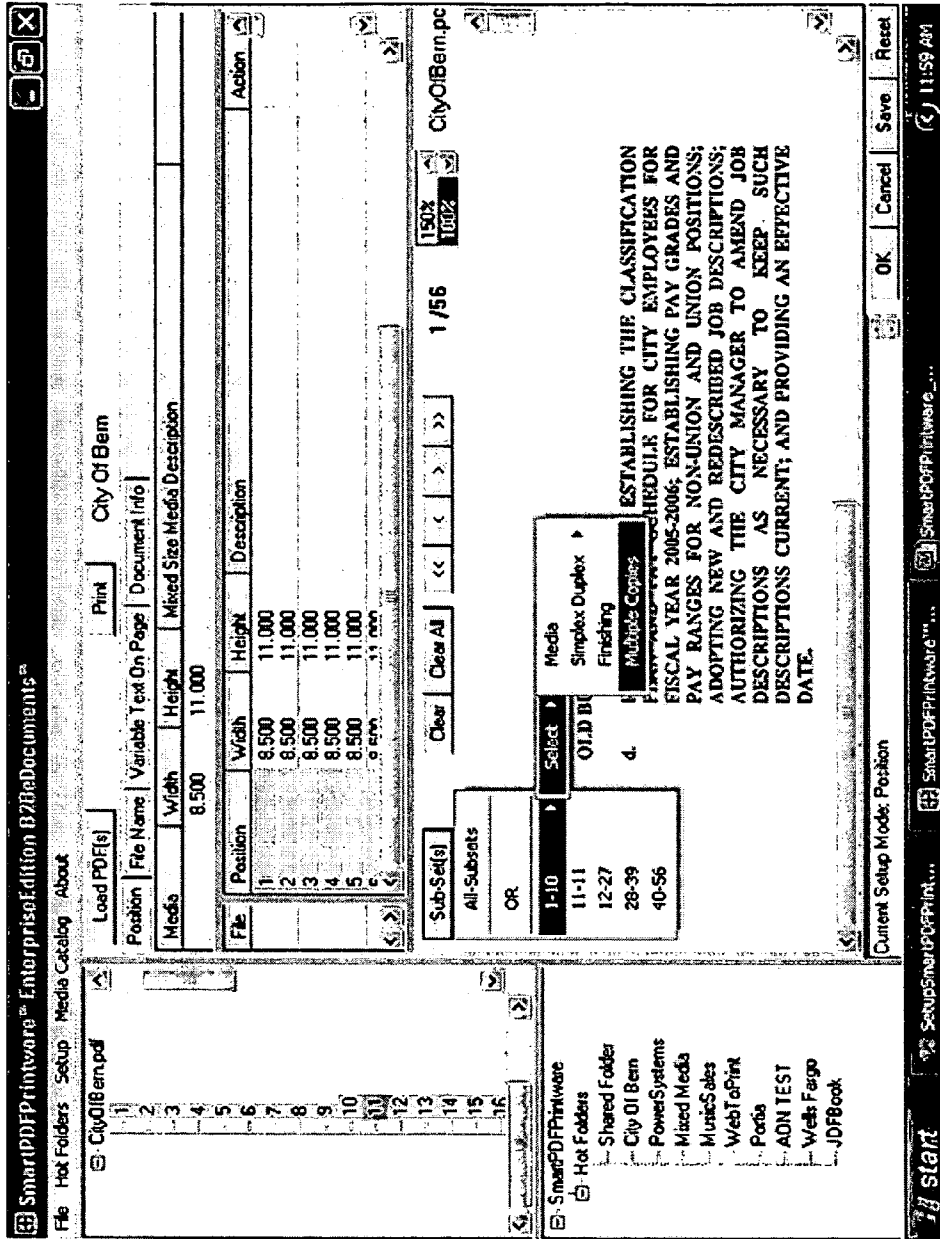 SmartPDFPrintware™ EnterpriseEdition B2BeDocuments™
File Hot Folders Setup Media Catalog About
CityOfBern.pdf
1
2
3
4
5
6
7
8
9
10
11
12
13
14
15
16
SmartPDFPrintware
Hot Folders
Shared Folder
City Of Bern
PowerSystems
Mixed Media
MusicSales
WebToPrint
Portia
AON TEST
Wells Fargo
JDFBook
Load PDF(s) Print City Of Bern
Position File Name Variable Text On Page Document Info
Media Width Height Mixed Size Media Description
8.500 11.000
File Position Width Height Description Action
1 8.500 11.000
2 8.500 11.000
3 8.500 11.000
4 8.500 11.000
5 8.500 11.000
6 8.500 11.000
Sub-Set(s) Clear Clear All << < > >> 1 /56 150% 100% CityOfBern.pc
All-Subsets
OR
1-10 Select
11-11
12-27
28-39
40-56
Media
Simplex Duplex
Finishing
Multiple Copies
OLD BU
d.
ESTABLISHING THE CLASSIFICATION
SCHEDULE FOR CITY EMPLOYEES FOR
FISCAL YEAR 2005-2006; ESTABLISHING PAY GRADES AND
PAY RANGES FOR NON-UNION AND UNION POSITIONS;
ADOPTING NEW AND REDESCRIBED JOB DESCRIPTIONS;
AUTHORIZING THE CITY MANAGER TO AMEND JOB
DESCRIPTIONS AS NECESSARY TO KEEP SUCH
DESCRIPTIONS CURRENT; AND PROVIDING AN EFFECTIVE
DATE.
Current Setup Mode: Position OK Cancel Save Reset
start SetupSmartPDFPrint... SmartPDFPrintware™... SmartPDFPrintware_... 11:59 AM